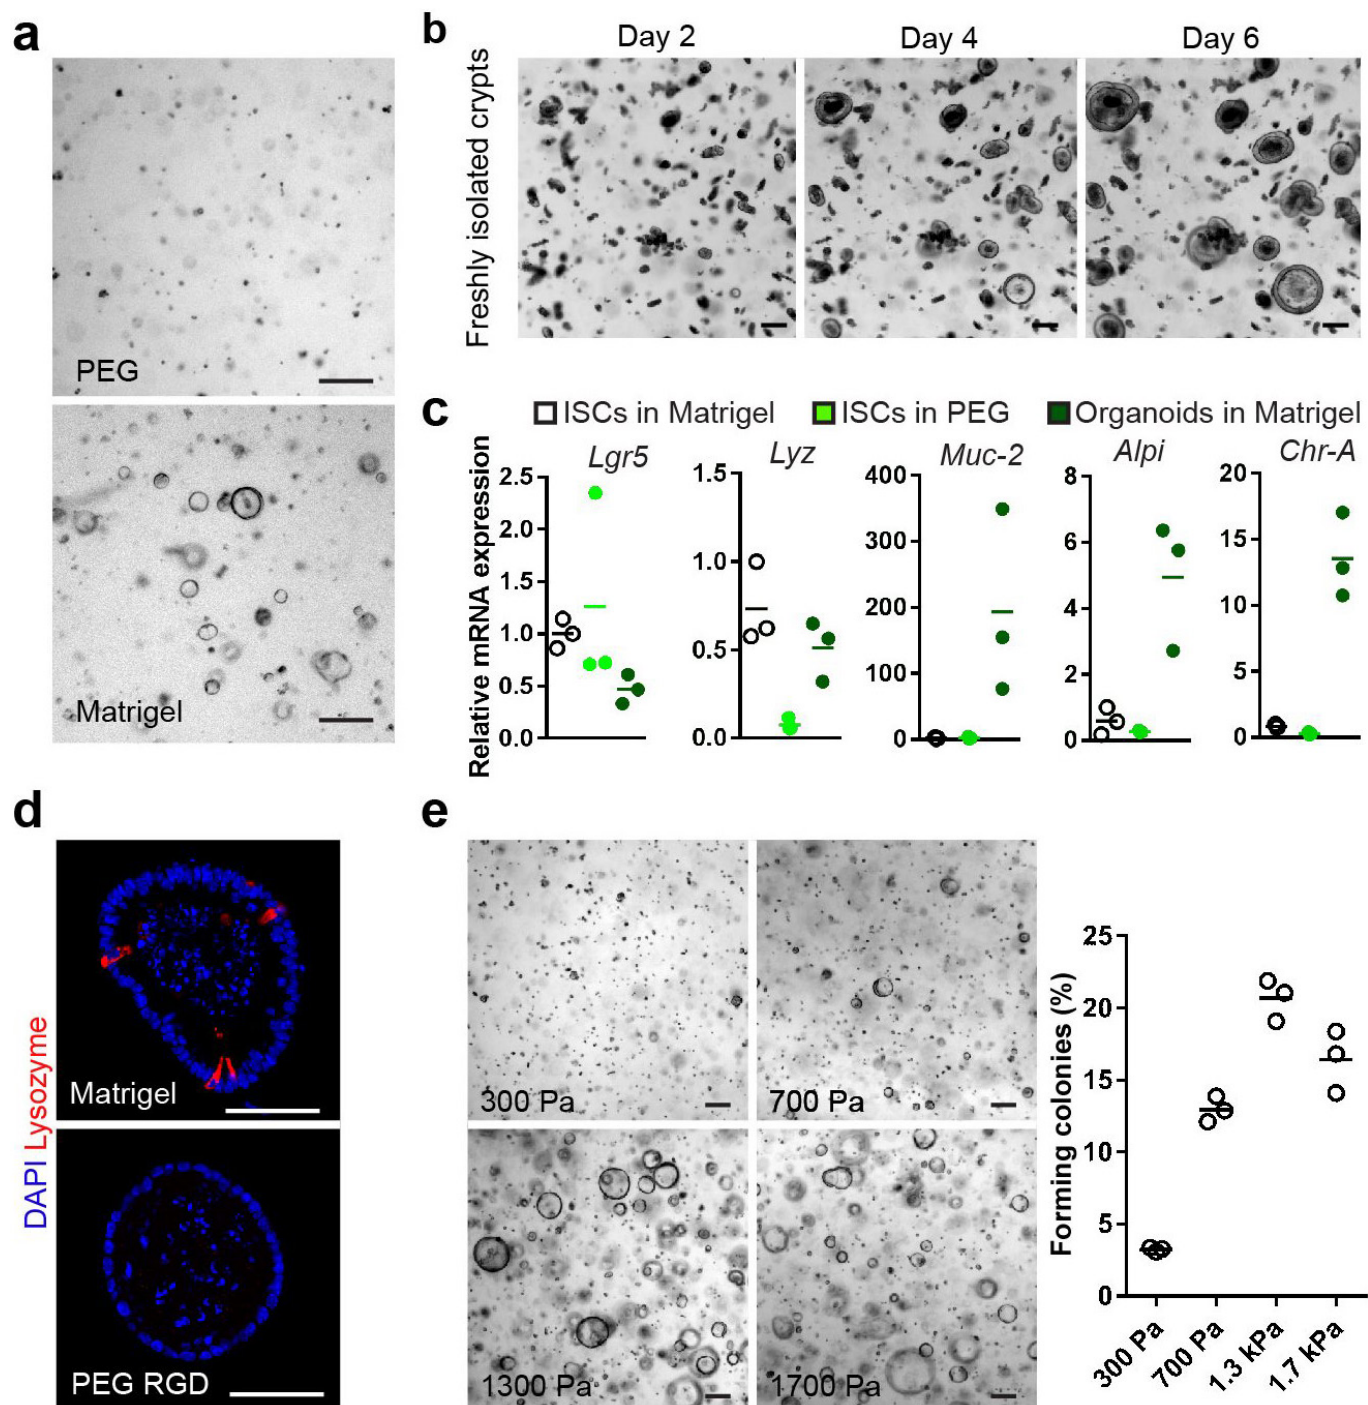 a
PEG
Matrigel
b
Day 2
Day 4
Day 6
Freshly isolated crypts
c
ISCs in Matrigel
ISCs in PEG
Organoids in Matrigel
Relative mRNA expression
Lgr5
2.5
2.0
1.5
1.0
0.5
0.0
Lyz
1.5
1.0
0.5
0.0
Muc-2
400
300
200
100
0
Alpi
8
6
4
2
0
Chr-A
20
15
10
5
0
d
DAPI Lysozyme
Matrigel
PEG RGD
e
300 Pa
700 Pa
1300 Pa
1700 Pa
Forming colonies (%)
25
20
15
10
5
0
300 Pa
700 Pa
1.3 kPa
1.7 kPa